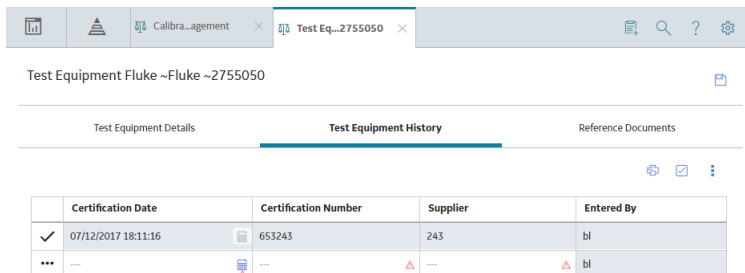 Calibra...agement
Test Eq...2755050
Test Equipment Fluke ~Fluke ~2755050
Test Equipment Details
Test Equipment History
Reference Documents
Certification Date Certification Number Supplier Entered By
07/12/2017 18:11:16 653243 243 bl
--- --- --- bl